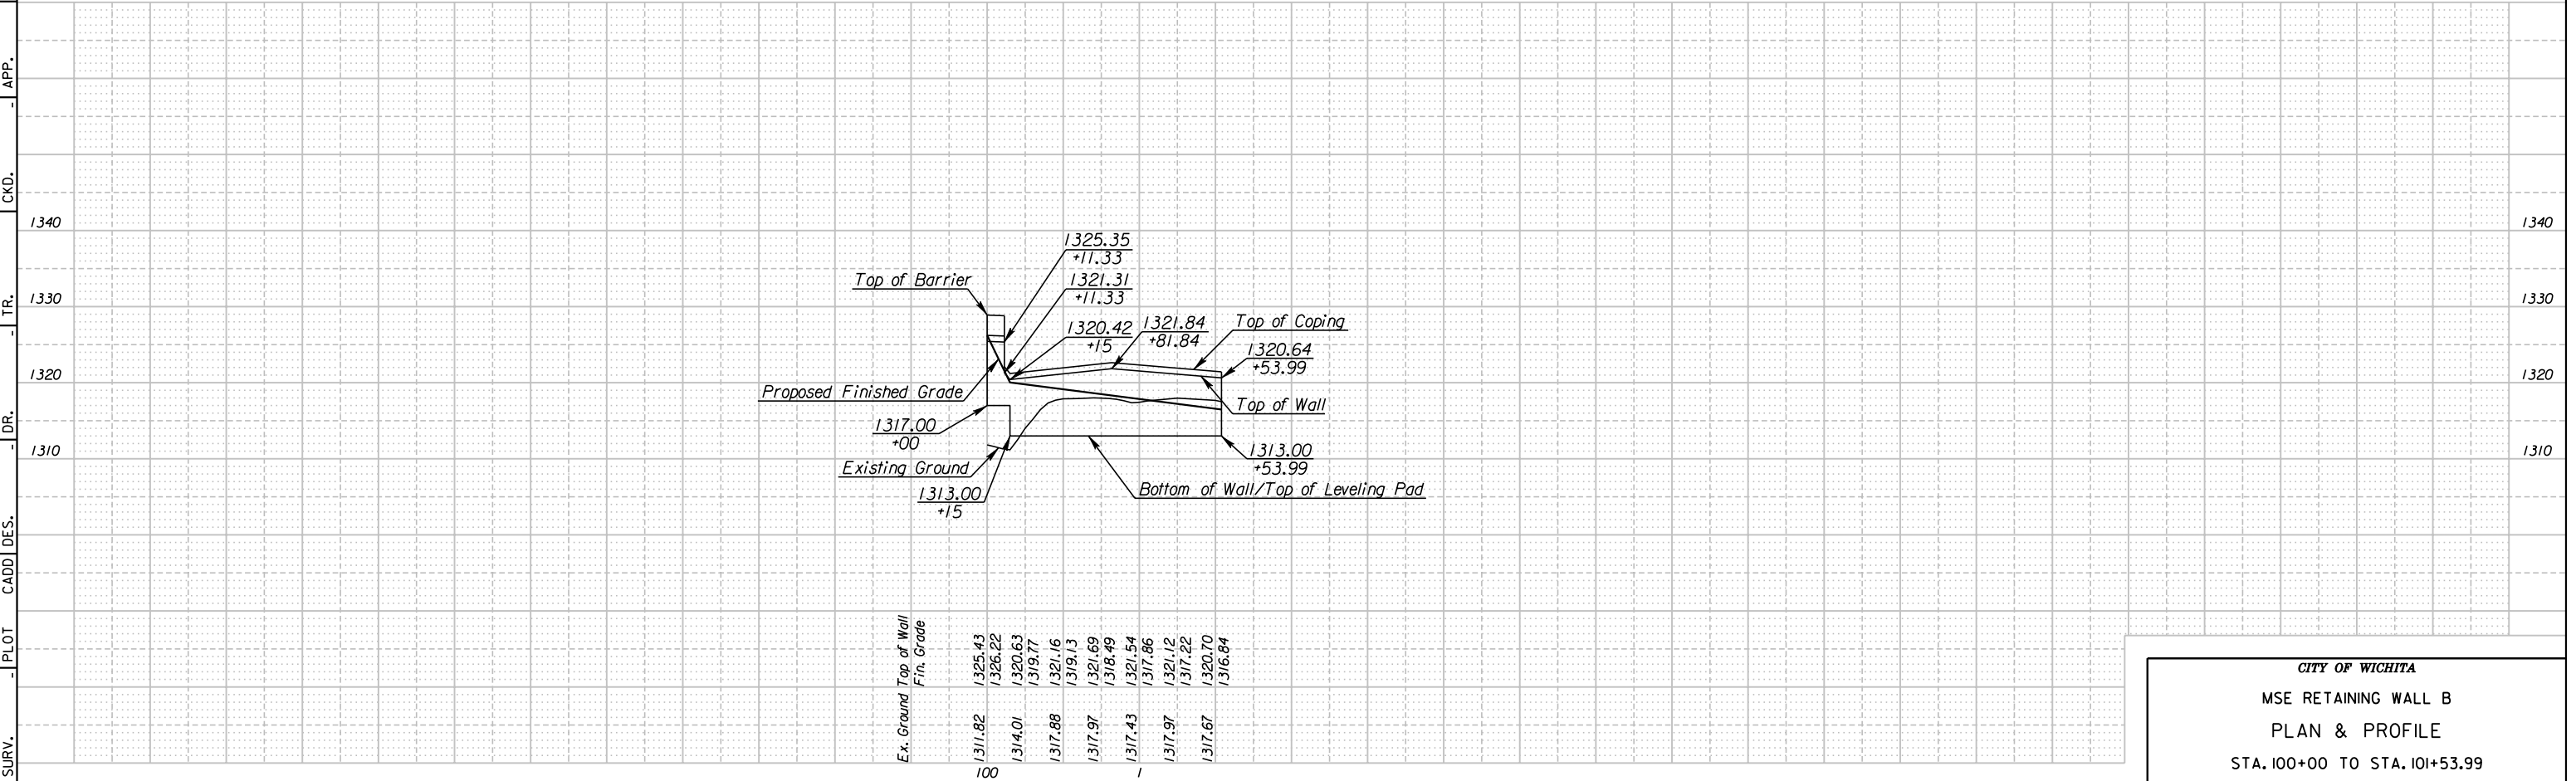 APP.
CKD.
TR.
DR.
DES.
CADD
PLOT
SURV.
1340
1340
1325.35
+11.33
Top of Barrier
1321.31
+11.33
1330
1330
1320.42
+15
1321.84
+81.84
Top of Coping
1320.64
+53.99
1320
1320
Proposed Finished Grade
Top of Wall
1317.00
+00
1310
1310
1313.00
+53.99
Existing Ground
1313.00
+15
Bottom of Wall/Top of Leveling Pad
Ex. Ground
Top of Wall
Fin. Grade
1325.43
1326.22
1320.63
1319.77
1321.16
1319.13
1321.69
1318.49
1321.54
1317.86
1321.12
1317.22
1320.70
1316.84
1311.82
1314.01
1317.88
1317.97
1317.43
1317.97
1317.67
100
1
CITY OF WICHITA
MSE RETAINING WALL B
PLAN & PROFILE
STA. 100+00 TO STA. 101+53.99